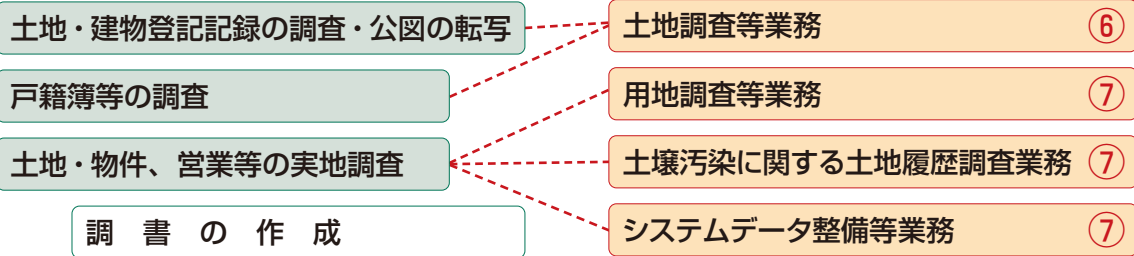 土地・建物登記記録の調査・公図の転写
土地調査等業務 ⑥
戸籍簿等の調査
用地調査等業務 ⑦
土地・物件、営業等の実地調査
土壌汚染に関する土地履歴調査業務 ⑦
調書の作成
システムデータ整備等業務 ⑦